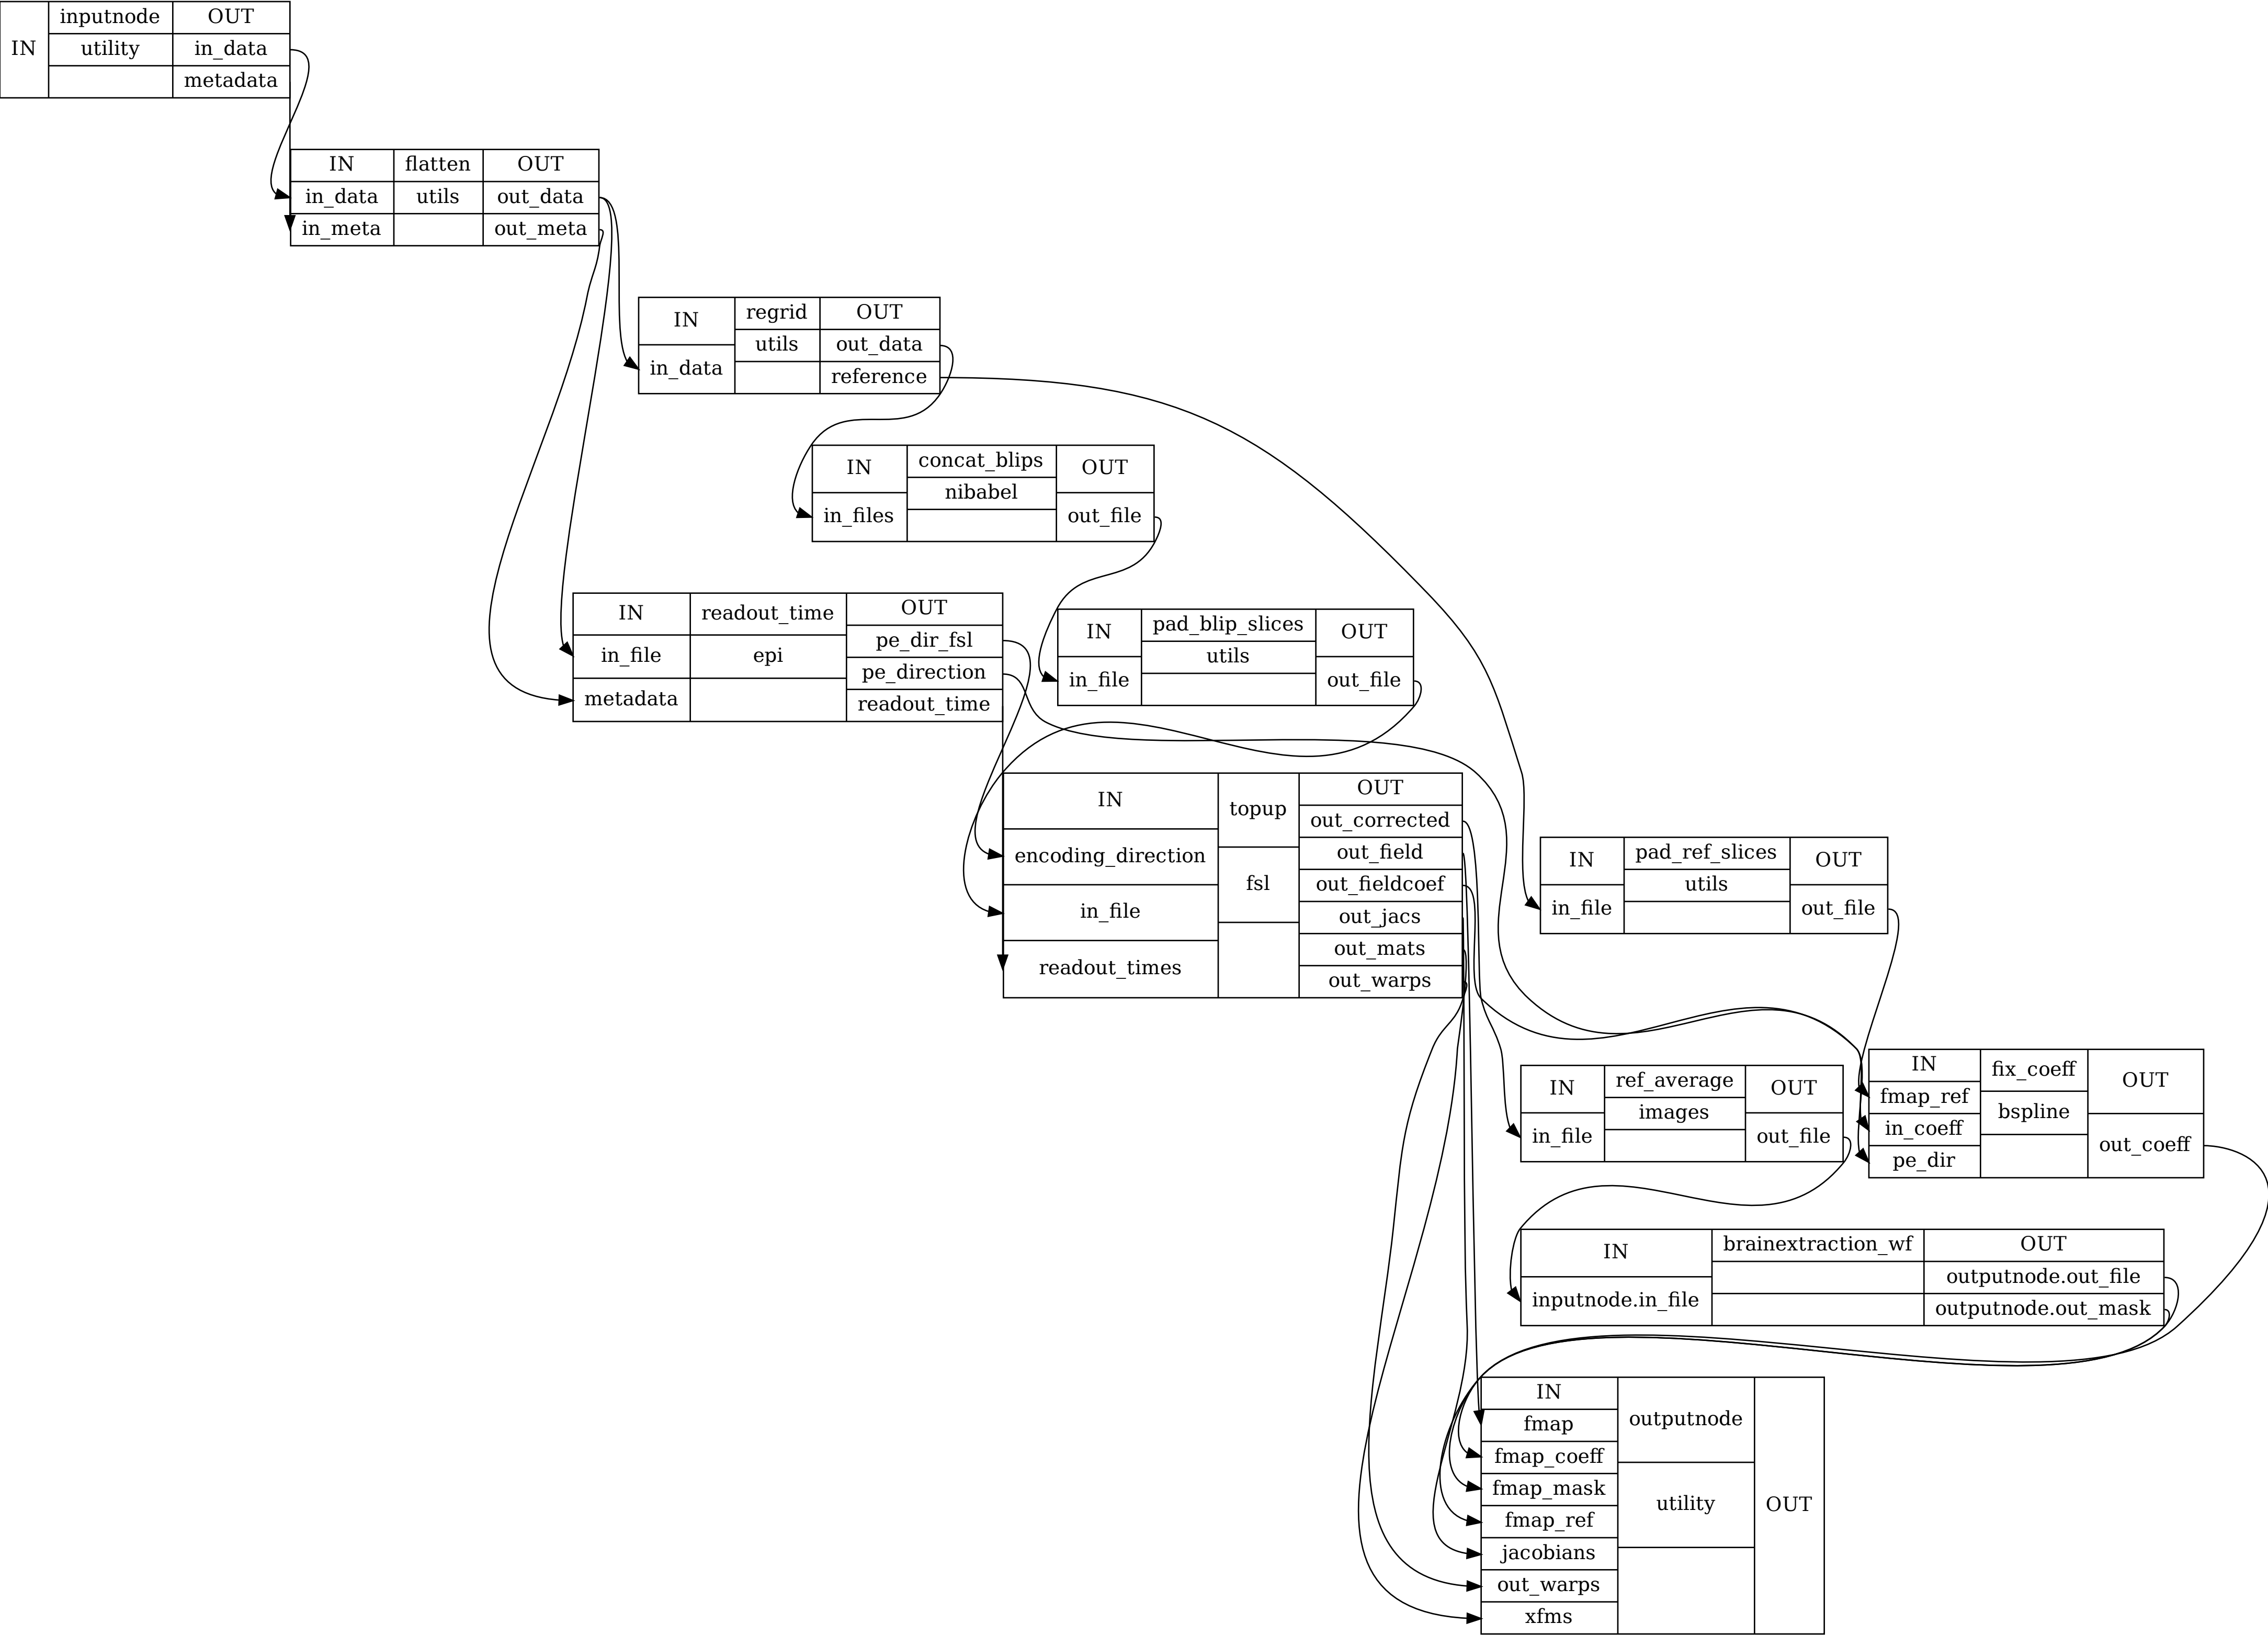 IN
inputnode
utility
OUT
in_data
metadata
IN
in_data
in_meta
flatten
utils
OUT
out_data
out_meta
IN
in_data
regrid
utils
OUT
out_data
reference
IN
in_files
concat_blips
nibabel
OUT
out_file
IN
in_file
metadata
readout_time
epi
OUT
pe_dir_fsl
pe_direction
readout_time
IN
in_file
pad_blip_slices
utils
OUT
out_file
IN
encoding_direction
in_file
readout_times
topup
fsl
OUT
out_corrected
out_field
out_fieldcoef
out_jacs
out_mats
out_warps
IN
in_file
pad_ref_slices
utils
OUT
out_file
IN
in_file
ref_average
images
OUT
out_file
IN
fmap_ref
in_coeff
pe_dir
fix_coeff
bspline
OUT
out_coeff
IN
inputnode.in_file
brainextraction_wf
OUT
outputnode.out_file
outputnode.out_mask
IN
fmap
fmap_coeff
fmap_mask
fmap_ref
jacobians
out_warps
xfms
outputnode
utility
OUT